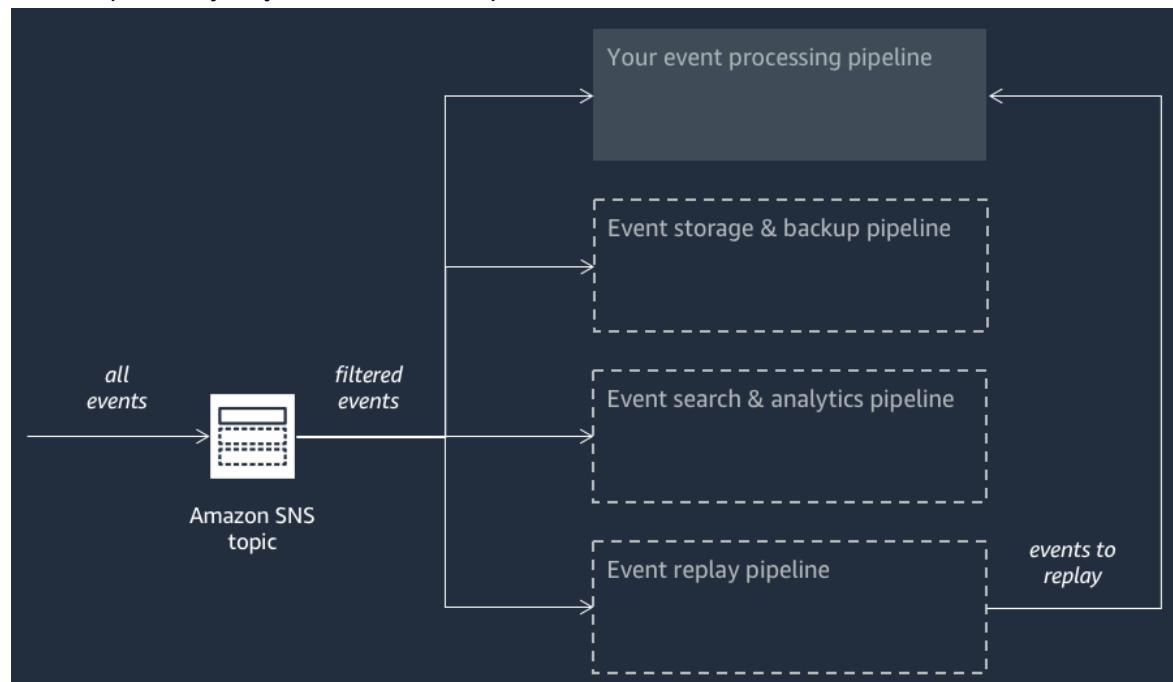 Your event processing pipeline
Event storage & backup pipeline
all
events
filtered
events
Event search & analytics pipeline
Amazon SNS
topic
Event replay pipeline
events to
replay